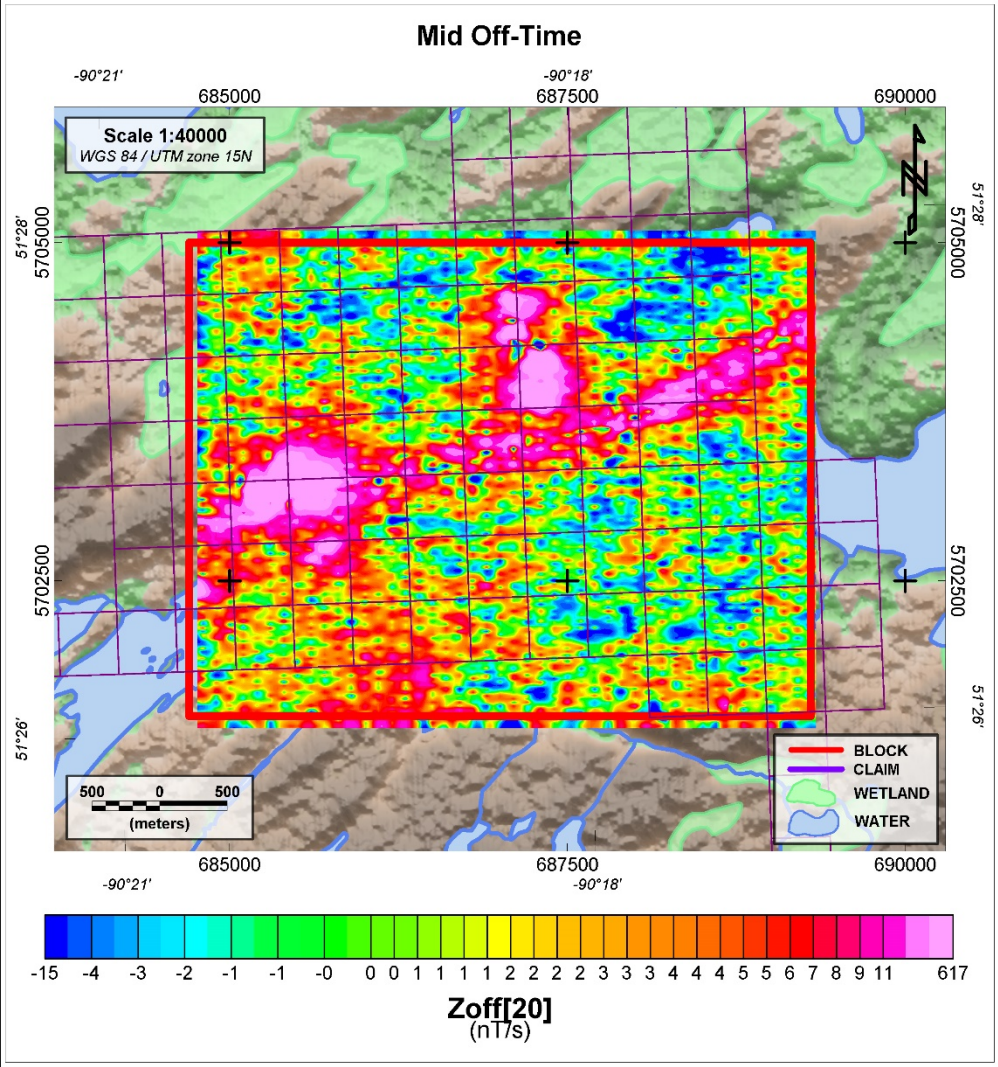 Mid Off-Time
-90°21' -90°18'
685000 687500 690000
Scale 1:40000
WGS 84 / UTM zone 15N
51°28' 5705000
51°28' 5705000
5702500
5702500
51°26'
51°26'
500 0 500
(meters)
BLOCK
CLAIM
WETLAND
WATER
685000 687500 690000
-90°21' -90°18'
-15 -4 -3 -2 -1 -1 -0 0 0 1 1 1 2 2 2 3 3 3 4 4 5 5 6 7 8 9 11 617
Zoff[20]
(nT/s)